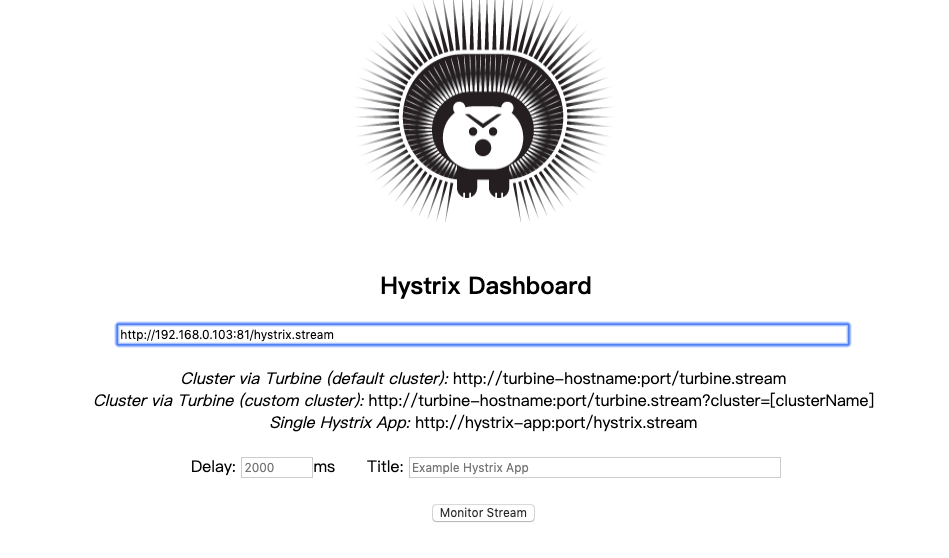 Hystrix Dashboard
http://192.168.0.103:81/hystrix.stream
Cluster via Turbine (default cluster): http://turbine-hostname:port/turbine.stream
Cluster via Turbine (custom cluster): http://turbine-hostname:port/turbine.stream?cluster=[clusterName]
Single Hystrix App: http://hystrix-app:port/hystrix.stream
Delay: 2000 ms Title: Example Hystrix App
Monitor Stream